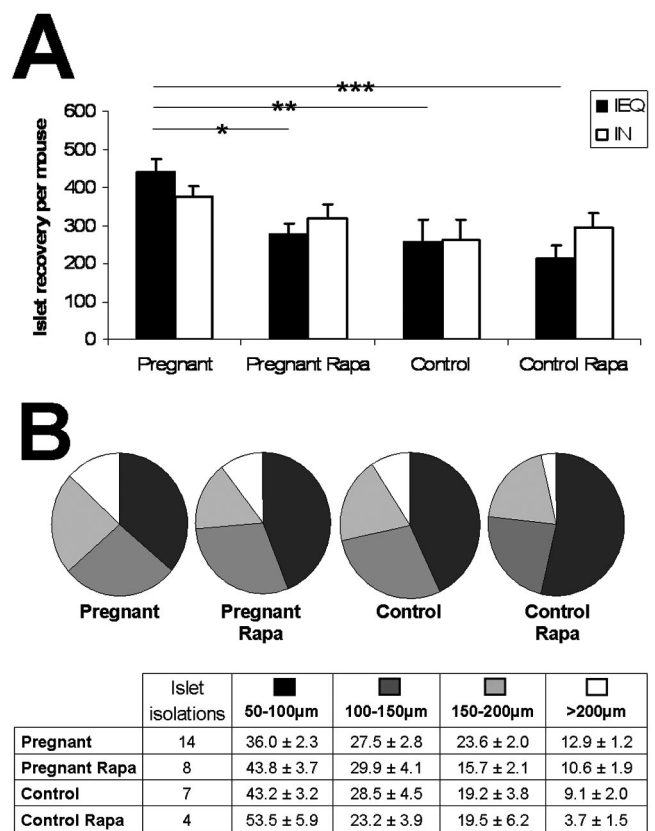 A
***
**
*
IEQ
IN
Islet recovery per mouse
600
500
400
300
200
100
0
Pregnant Pregnant Rapa Control Control Rapa
B
Pregnant Pregnant Rapa Control Control Rapa
Islet isolations 50-100µm 100-150µm 150-200µm >200µm
Pregnant 14 36.0 ± 2.3 27.5 ± 2.8 23.6 ± 2.0 12.9 ± 1.2
Pregnant Rapa 8 43.8 ± 3.7 29.9 ± 4.1 15.7 ± 2.1 10.6 ± 1.9
Control 7 43.2 ± 3.2 28.5 ± 4.5 19.2 ± 3.8 9.1 ± 2.0
Control Rapa 4 53.5 ± 5.9 23.2 ± 3.9 19.5 ± 6.2 3.7 ± 1.5